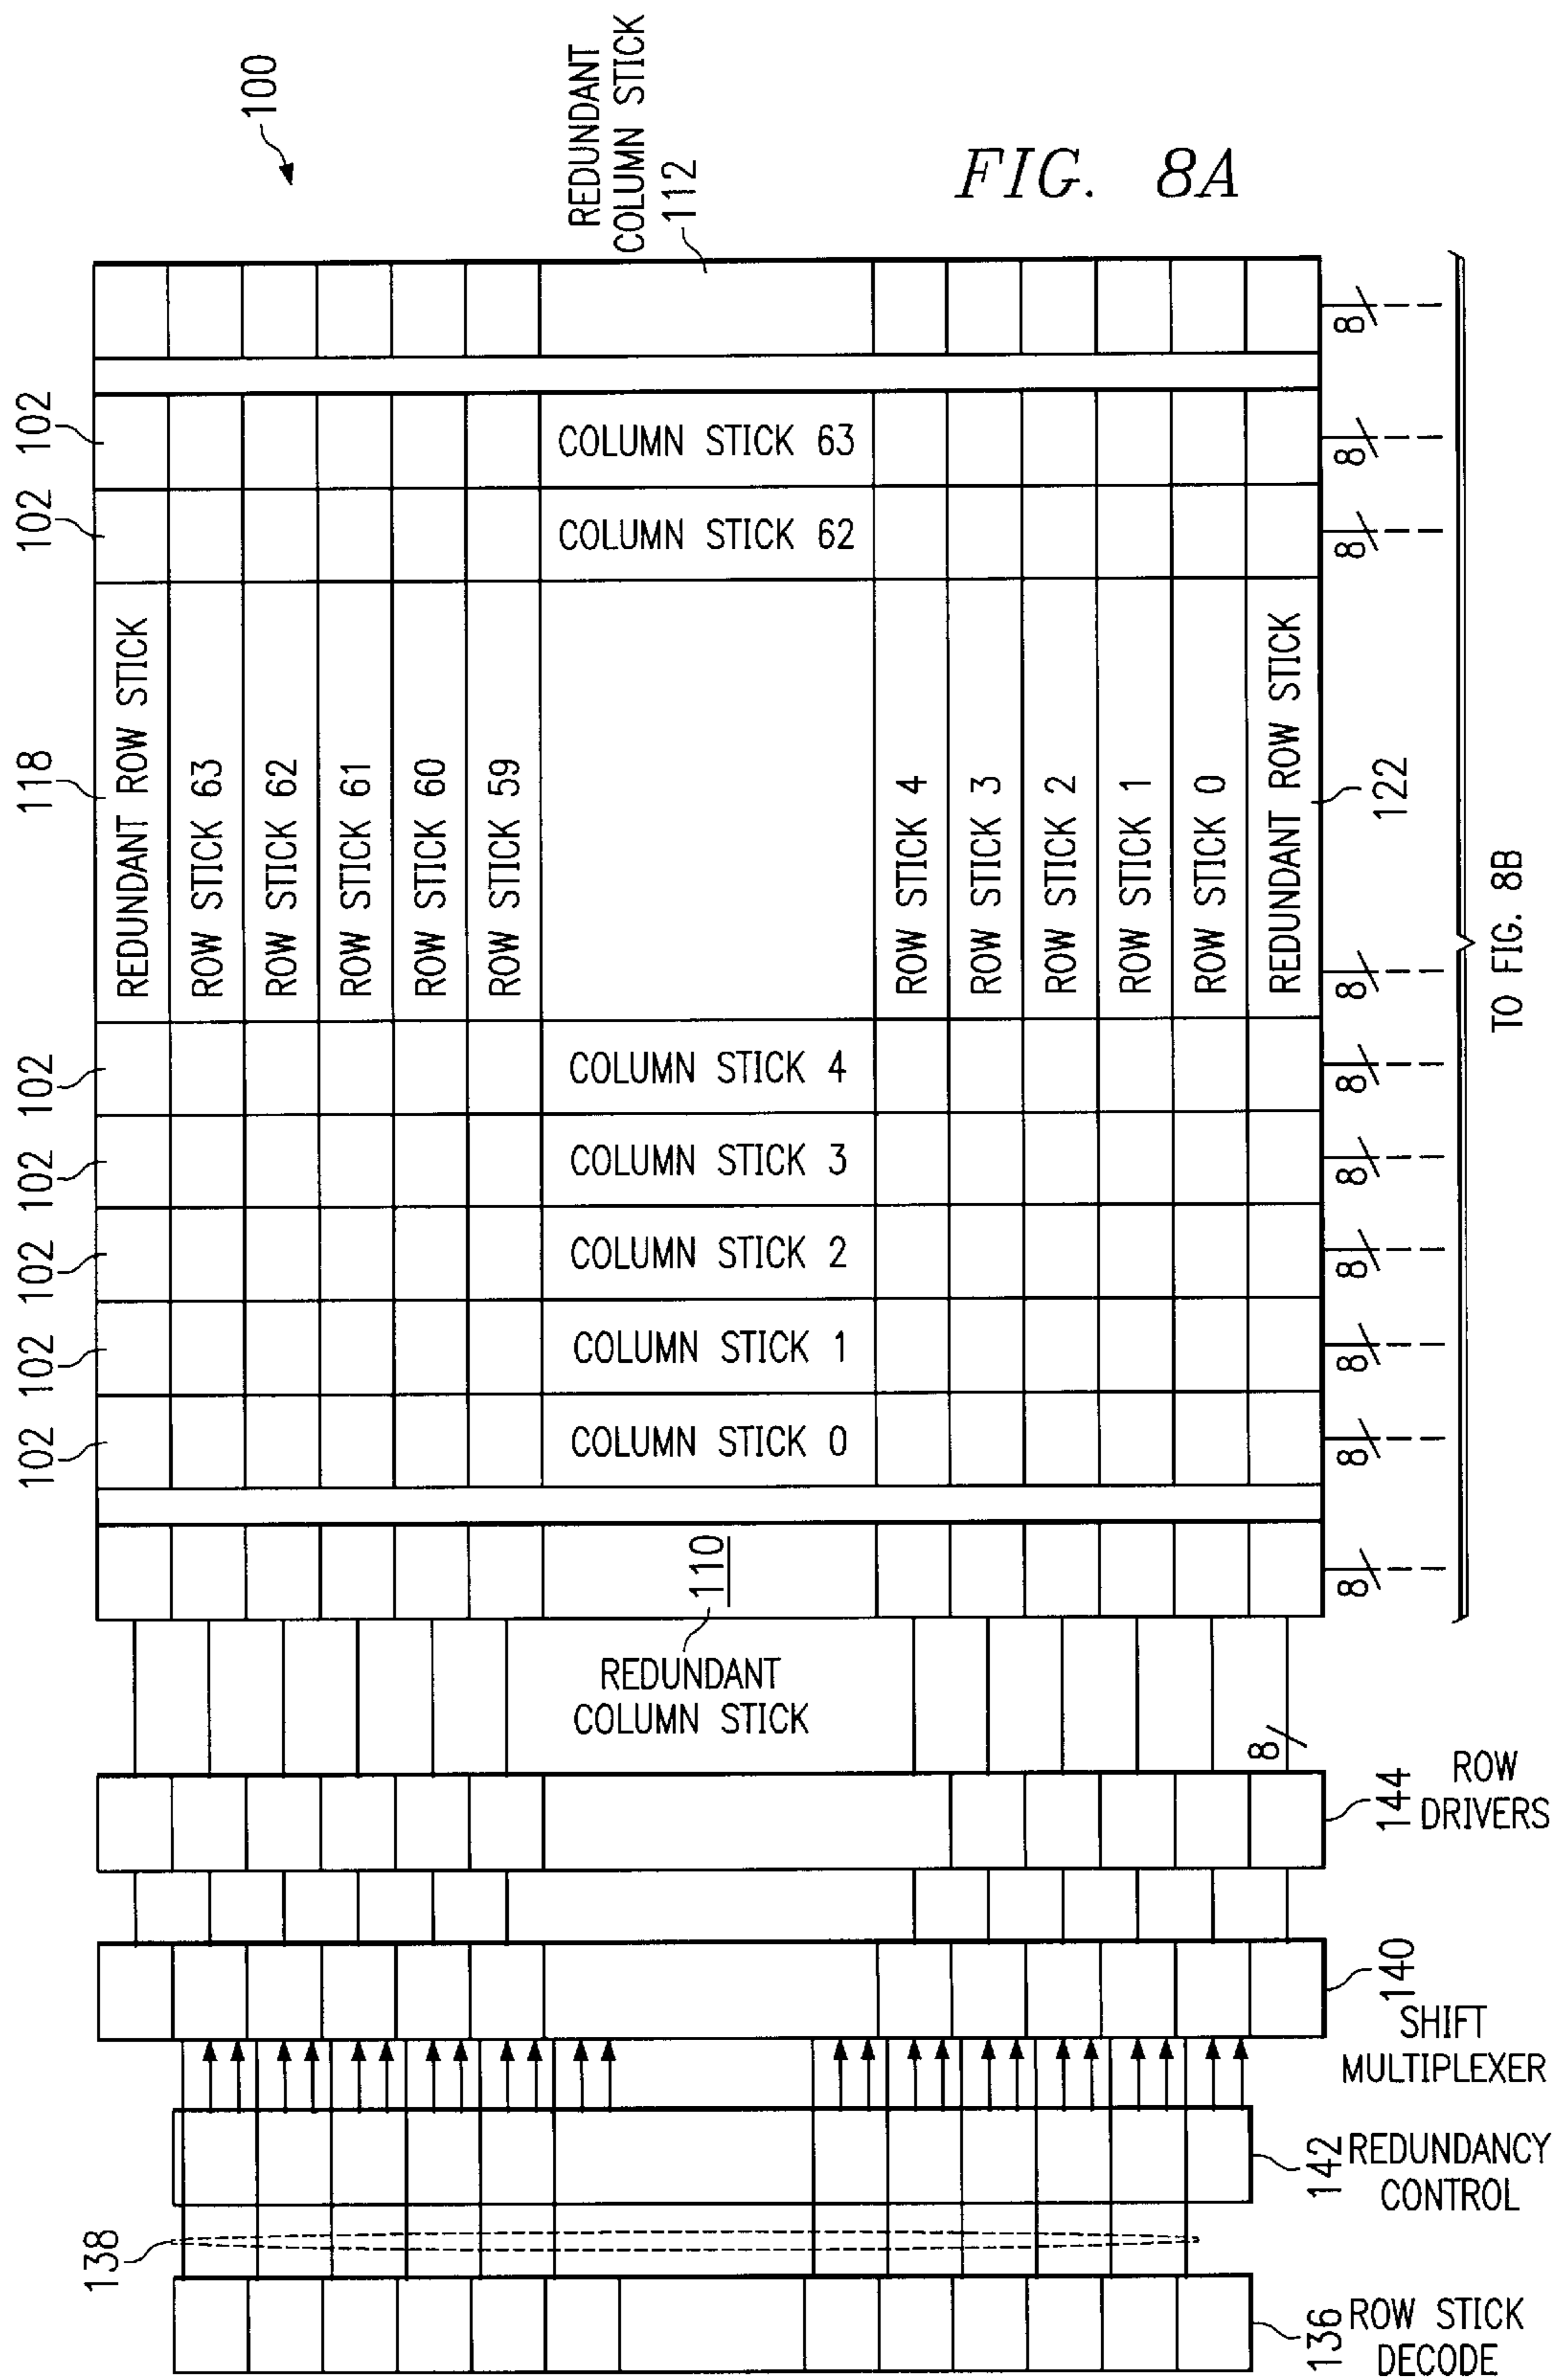 100
REDUNDANT
COLUMN STICK
112
FIG. 8A
102
102
118
102
102
102
102
102
REDUNDANT ROW STICK
ROW STICK 63
ROW STICK 62
ROW STICK 61
ROW STICK 60
ROW STICK 59
COLUMN STICK 63
COLUMN STICK 62
COLUMN STICK 4
COLUMN STICK 3
COLUMN STICK 2
COLUMN STICK 1
COLUMN STICK 0
ROW STICK 4
ROW STICK 3
ROW STICK 2
ROW STICK 1
ROW STICK 0
REDUNDANT ROW STICK
122
8
8
8
8
8
8
8
8
8
8
TO FIG. 8B
110
REDUNDANT
COLUMN STICK
8
144
ROW
DRIVERS
140
SHIFT
MULTIPLEXER
142
REDUNDANCY
CONTROL
138
136
ROW STICK
DECODE